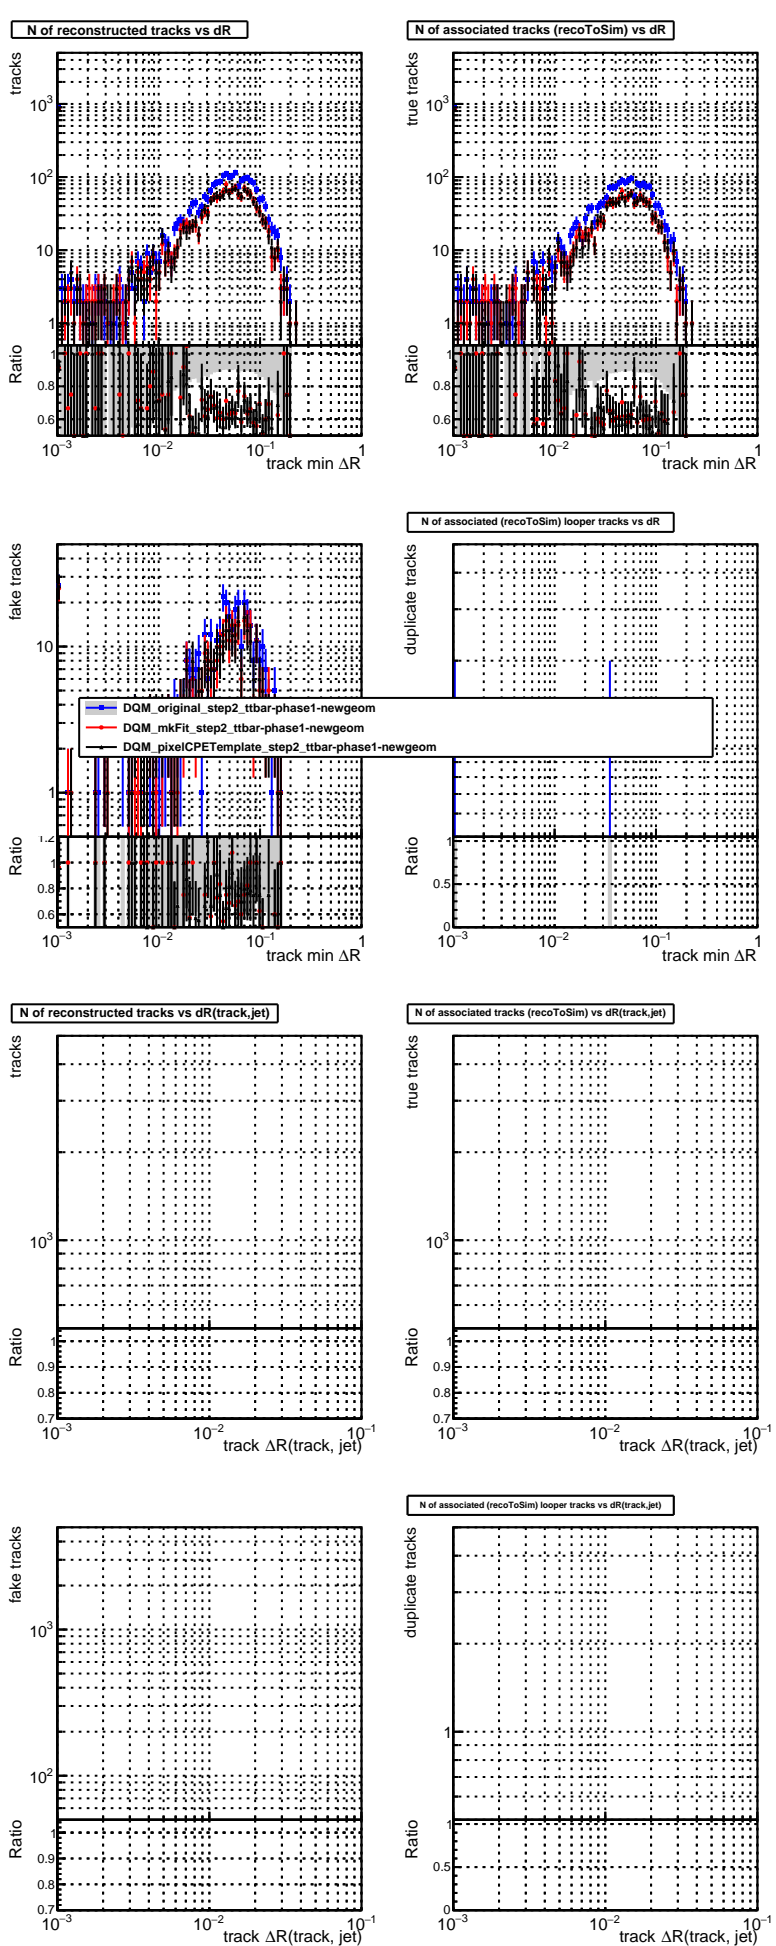 N of reconstructed tracks vs dR
N of associated tracks (recoToSim) vs dR
tracks
10³
10²
10
1
Ratio
1
0.8
0.6
10⁻³ 10⁻² 10⁻¹ 1
track min ΔR
true tracks
10³
10²
10
1
Ratio
1
0.8
0.6
10⁻³ 10⁻² 10⁻¹ 1
track min ΔR
N of associated (recoToSim) looper tracks vs dR
fake tracks
10
1
Ratio
1.2
1
0.8
0.6
10⁻³ 10⁻² 10⁻¹ 1
track min ΔR
duplicate tracks
Ratio
1
0.5
0
10⁻³ 10⁻² 10⁻¹ 1
track min ΔR
DQM_original_step2_ttbar-phase1-newgeom
DQM_mkFit_step2_ttbar-phase1-newgeom
DQM_pixelCPETemplate_step2_ttbar-phase1-newgeom
N of reconstructed tracks vs dR(track,jet)
N of associated tracks (recoToSim) vs dR(track,jet)
tracks
10³
Ratio
1
0.9
0.8
0.7
10⁻³ 10⁻² 10⁻¹
track ΔR(track, jet)
true tracks
10³
Ratio
1
0.9
0.8
0.7
10⁻³ 10⁻² 10⁻¹
track ΔR(track, jet)
N of associated (recoToSim) looper tracks vs dR(track,jet)
fake tracks
10³
10²
Ratio
1
0.9
0.8
0.7
10⁻³ 10⁻² 10⁻¹
track ΔR(track, jet)
duplicate tracks
1
Ratio
1
0.5
0
10⁻³ 10⁻² 10⁻¹
track ΔR(track, jet)